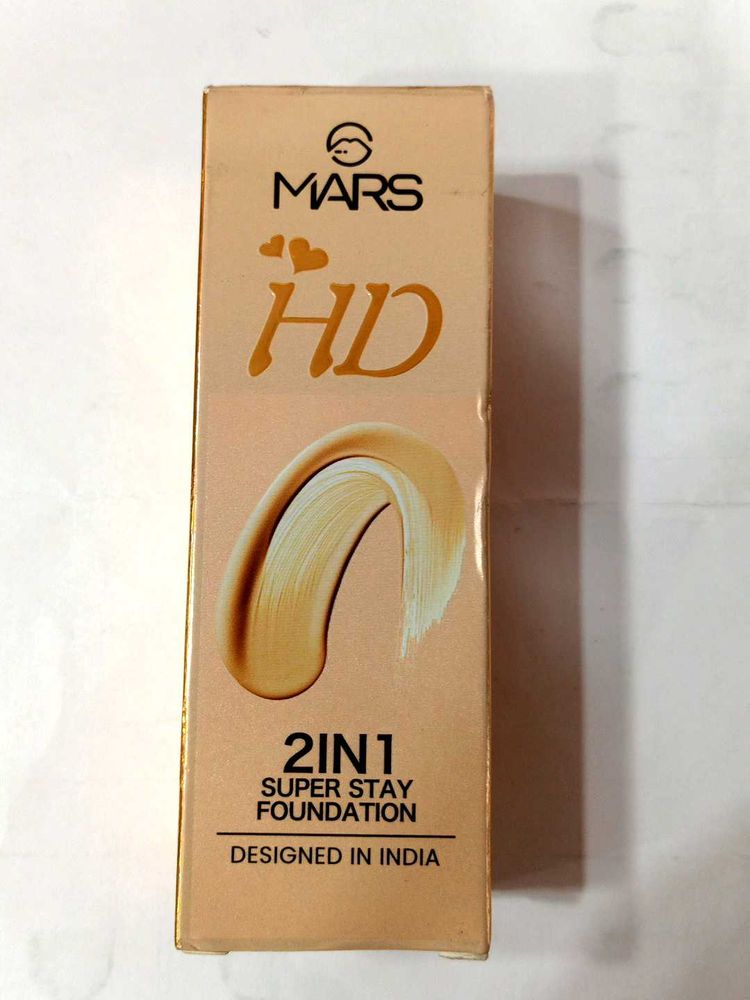 MARS
HD
2IN1
SUPER STAY
FOUNDATION
DESIGNED IN INDIA